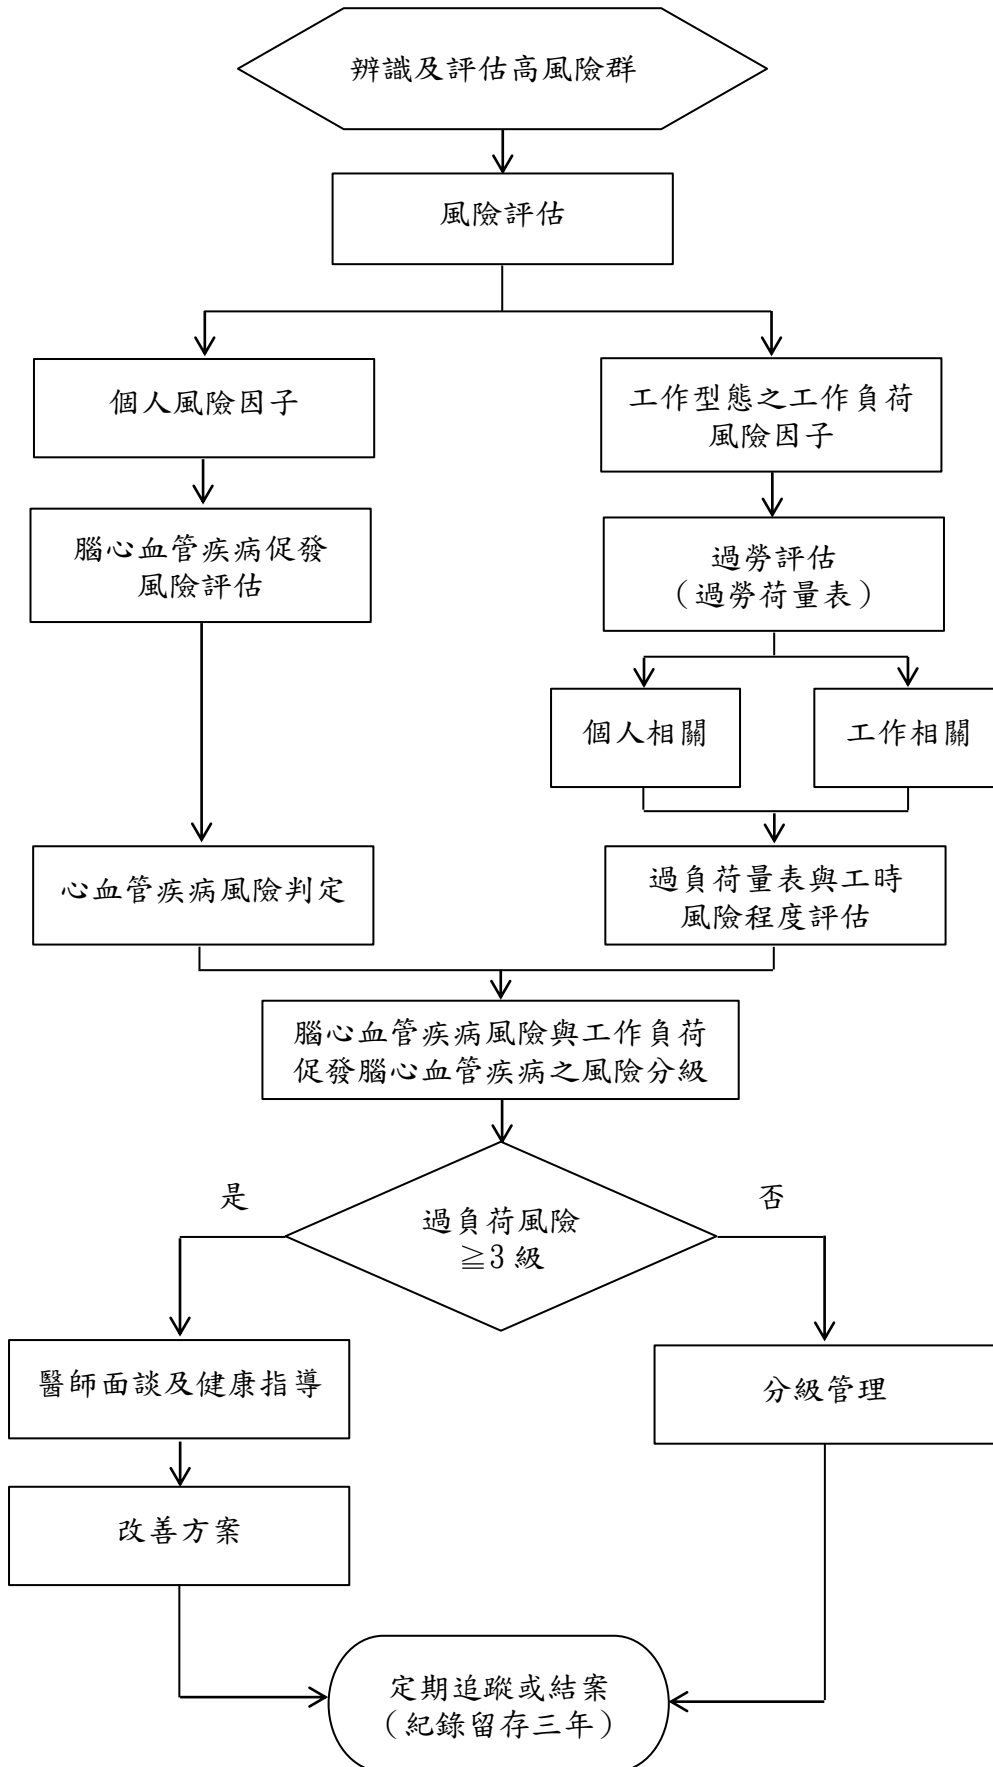 辨識及評估高風險群
風險評估
個人風險因子
工作型態之工作負荷
風險因子
腦心血管疾病促發
風險評估
過勞評估
（過勞荷量表）
個人相關
工作相關
心血管疾病風險判定
過負荷量表與工時
風險程度評估
腦心血管疾病風險與工作負荷
促發腦心血管疾病之風險分級
是
否
過負荷風險
≧3 級
醫師面談及健康指導
分級管理
改善方案
定期追蹤或結案
（紀錄留存三年）